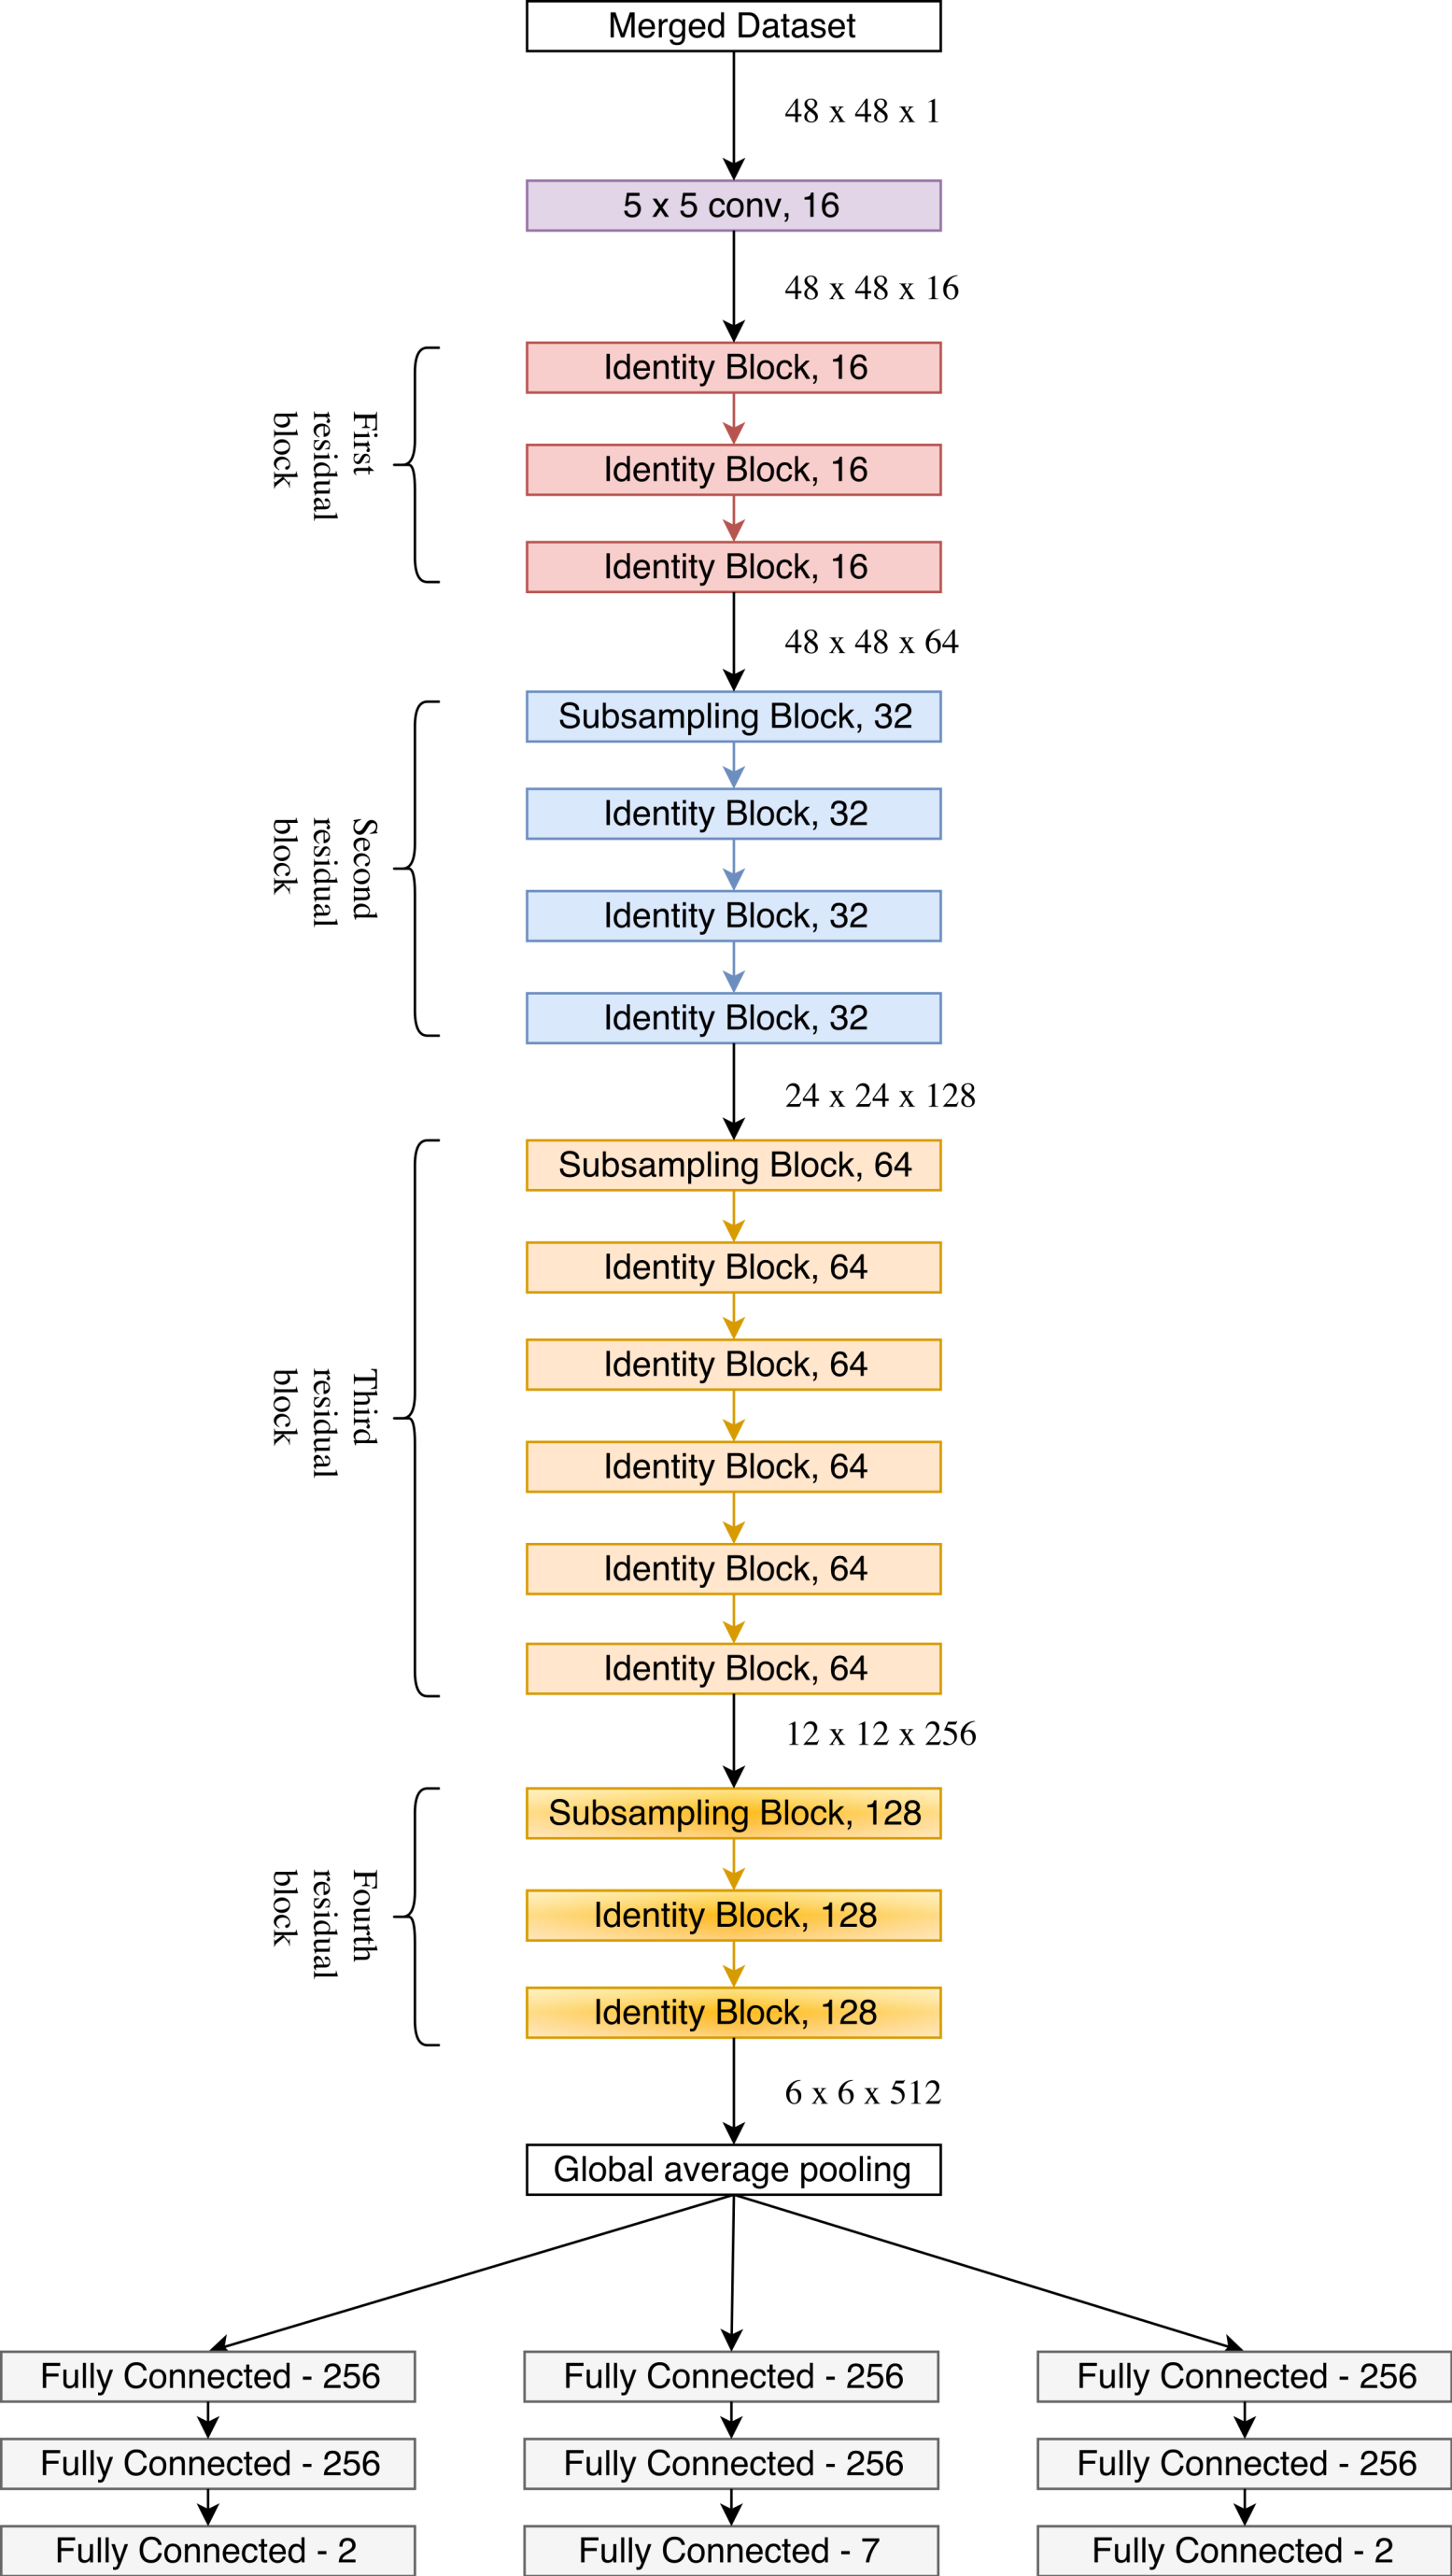 Merged Dataset
48 x 48 x 1
5 x 5 conv, 16
48 x 48 x 16
First
residual
block
Identity Block, 16
Identity Block, 16
Identity Block, 16
48 x 48 x 64
Second
residual
block
Subsampling Block, 32
Identity Block, 32
Identity Block, 32
Identity Block, 32
24 x 24 x 128
Third
residual
block
Subsampling Block, 64
Identity Block, 64
Identity Block, 64
Identity Block, 64
Identity Block, 64
Identity Block, 64
12 x 12 x 256
Fourth
residual
block
Subsampling Block, 128
Identity Block, 128
Identity Block, 128
6 x 6 x 512
Global average pooling
Fully Connected - 256
Fully Connected - 256
Fully Connected - 256
Fully Connected - 256
Fully Connected - 256
Fully Connected - 256
Fully Connected - 2
Fully Connected - 7
Fully Connected - 2